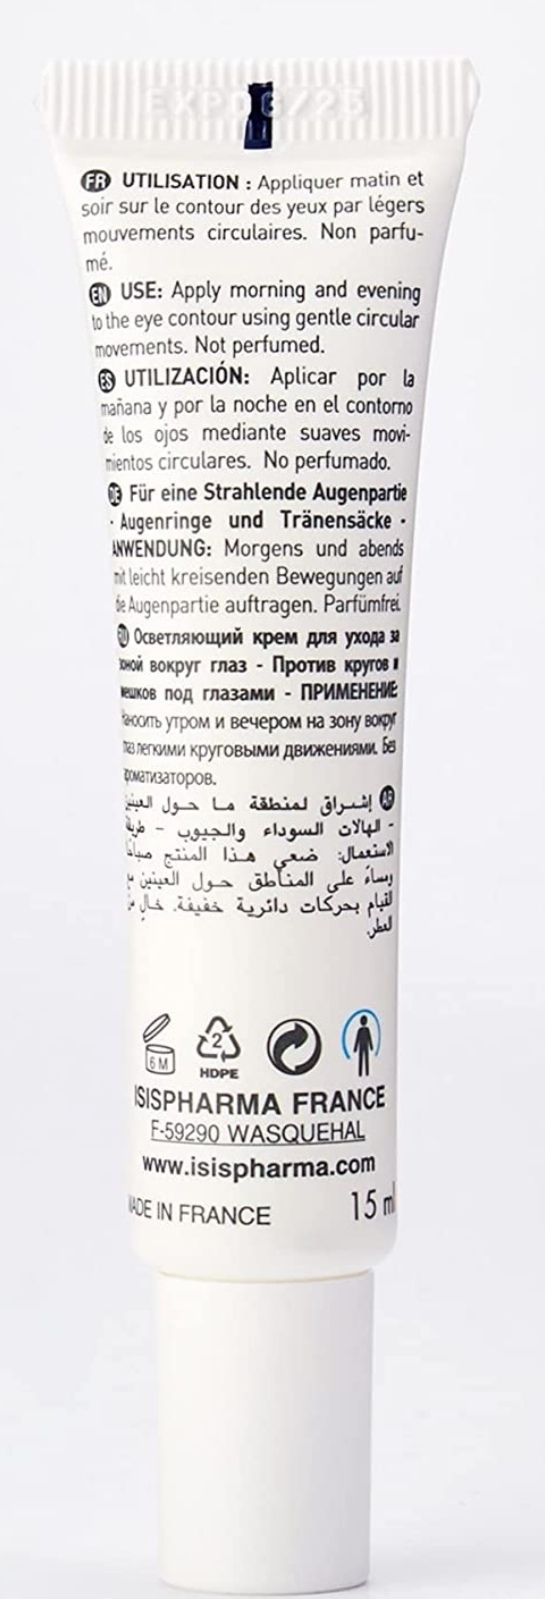 EXP06/25
FR UTILISATION : Appliquer matin et
soir sur le contour des yeux par légers
mouvements circulaires. Non parfu-
mé.
EN USE: Apply morning and evening
to the eye contour using gentle circular
movements. Not perfumed.
ES UTILIZACIÓN: Aplicar por la
mañana y por la noche en el contorno
de los ojos mediante suaves movi-
mientos circulares. No perfumado.
DE Für eine Strahlende Augenpartie
- Augenringe und Tränensäcke -
ANWENDUNG: Morgens und abends
mit leicht kreisenden Bewegungen auf
die Augenpartie auftragen. Parfümfrei.
Осветляющий крем для ухода за
зоной вокруг глаз - Против кругов и
мешков под глазами - ПРИМЕНЕНИЕ:
Наносить утром и вечером на зону вокруг
глаз легкими круговыми движениями. Без
ароматизаторов.
AR إشراق لمنطقة ما حول العينين
- الهالات السوداء والجيوب - طريقة
الاستعمال: ضعي هذا المنتج صباحًا
ومساءً على المناطق حول العينين مع
القيام بحركات دائرية خفيفة. خالٍ من
العطر.
6 M
2
HDPE
ISISPHARMA FRANCE
F-59290 WASQUEHAL
www.isispharma.com
MADE IN FRANCE 15 ml